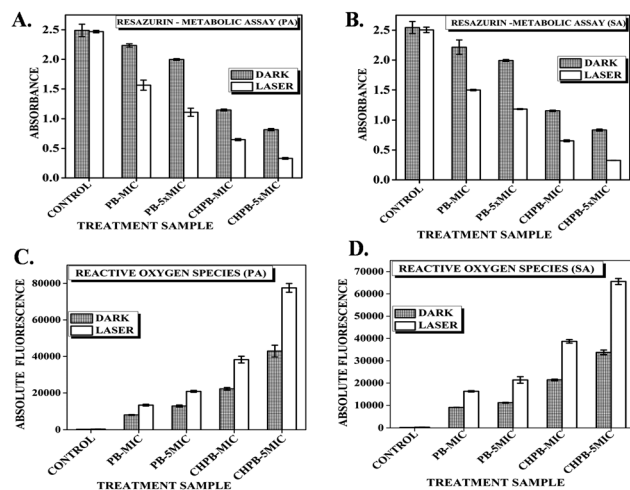 A.
RESAZURIN - METABOLIC ASSAY (PA)
DARK
LASER
ABSORBANCE
2.5
2.0
1.5
1.0
0.5
0.0
CONTROL
PB-MIC
PB-5xMIC
CHPB-MIC
CHPB-5xMIC
TREATMENT SAMPLE
B.
RESAZURIN -METABOLIC ASSAY (SA)
DARK
LASER
ABSORBANCE
2.5
2.0
1.5
1.0
0.5
0.0
CONTROL
PB-MIC
PB-5xMIC
CHPB-MIC
CHPB-5xMIC
TREATMENT SAMPLE
C.
REACTIVE OXYGEN SPECIES (PA)
DARK
LASER
ABSOLUTE FLUORESCENCE
80000
60000
40000
20000
0
CONTROL
PB-MIC
PB-5MIC
CHPB-MIC
CHPB-5MIC
TREATMENT SAMPLE
D.
REACTIVE OXYGEN SPECIES (SA)
DARK
LASER
ABSOLUTE FLUORESCENCE
70000
60000
50000
40000
30000
20000
10000
0
CONTROL
PB-MIC
PB-5MIC
CHPB-MIC
CHPB-5MIC
TREATMENT SAMPLE